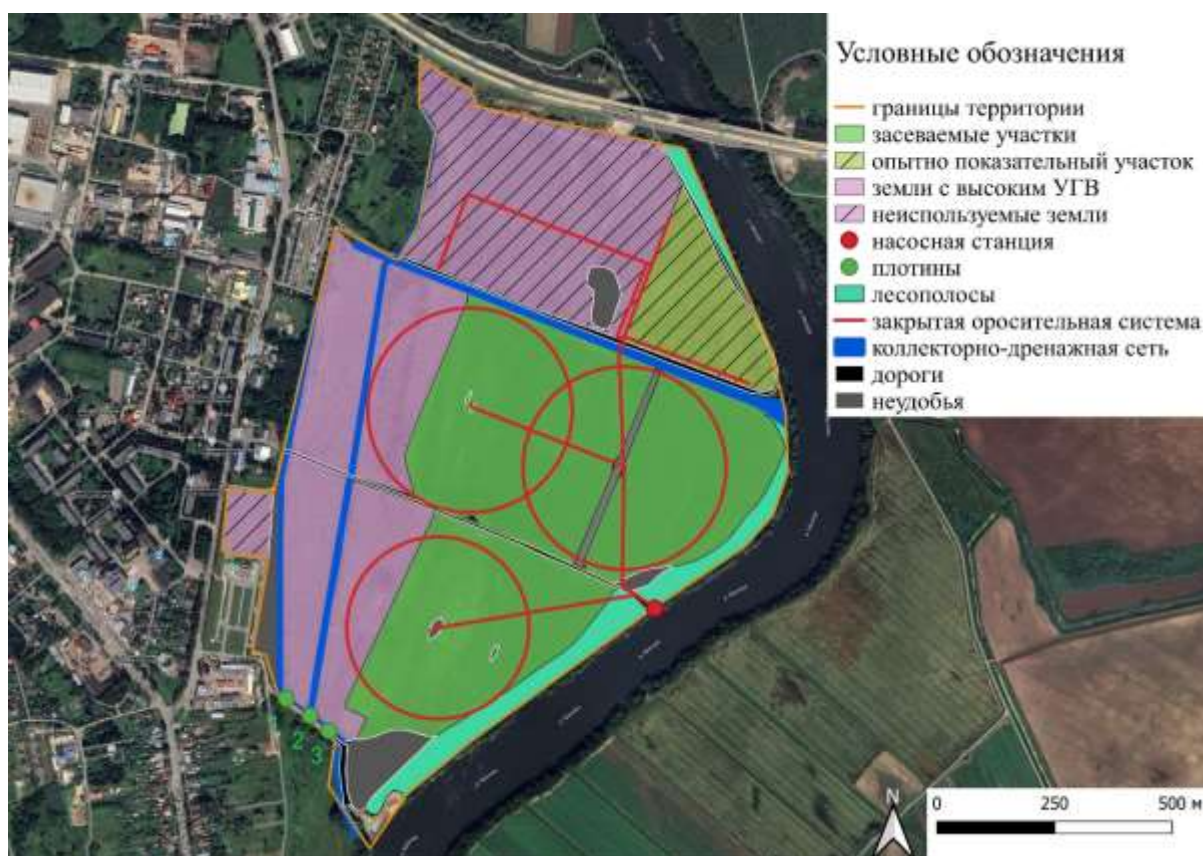 Условные обозначения
границы территории
засеваемые участки
опытно показательный участок
земли с высоким УГВ
неиспользуемые земли
насосная станция
плотины
лесополосы
закрытая оросительная система
коллекторно-дренажная сеть
дороги
неудобья
2
3
N
0 250 500 м